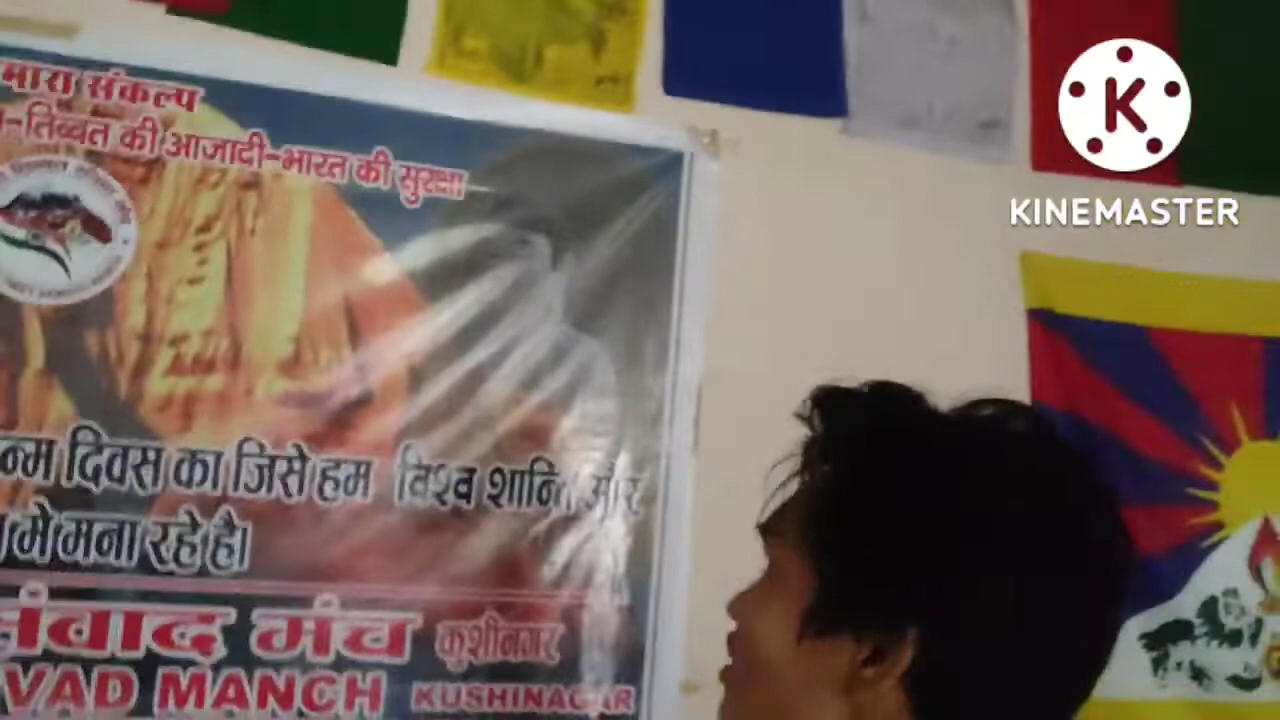 मारा संकल्प
-तिब्बत की आजादी-भारत की सुरक्षा
न्म दिवस का जिसे हम विश्व शान्ति और
मे मना रहे है।
संवाद मंच कुशीनगर
VAD MANCH KUSHINAGAR
K
KINEMASTER